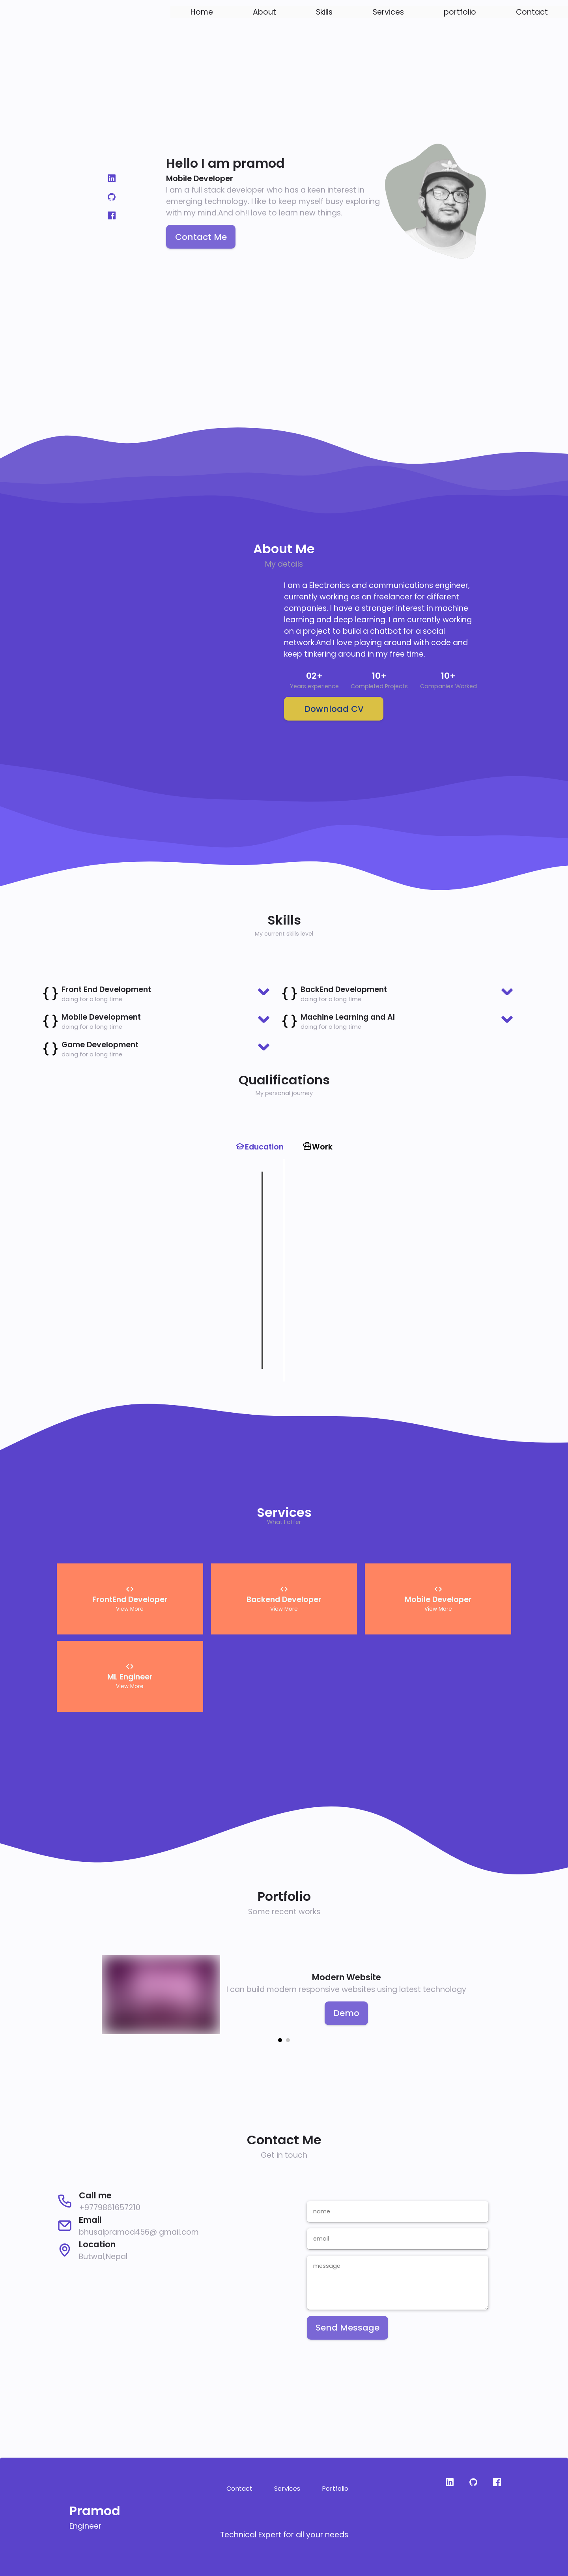 Home About Skills Services portfolio Contact
Hello I am pramod
Mobile Developer
I am a full stack developer who has a keen interest in
emerging technology. I like to keep myself busy exploring
with my mind.And oh!I love to learn new things.
Contact Me
About Me
My details
I am a Electronics and communications engineer,
currently working as an freelancer for different
companies. I have a stronger interest in machine
learning and deep learning. I am currently working
on a project to build a chatbot for a social
network.And I love playing around with code and
keep tinkering around in my free time.
02+ 10+ 10+
Years experience Completed Projects Companies Worked
Download CV
Skills
My current skills level
Front End Development
doing for a long time
BackEnd Development
doing for a long time
Mobile Development
doing for a long time
Machine Learning and AI
doing for a long time
Game Development
doing for a long time
Qualifications
My personal journey
Education Work
Services
What i offer
FrontEnd Developer
View More
Backend Developer
View More
Mobile Developer
View More
ML Engineer
View More
Portfolio
Some recent works
Modern Website
I can build modern responsive websites using latest technology
Demo
Contact Me
Get in touch
Call me
+9779861657210
Email
bhusalpramod456@ gmail.com
Location
Butwal,Nepal
name
email
message
Send Message
Contact Services Portfolio
Pramod
Engineer
Technical Expert for all your needs